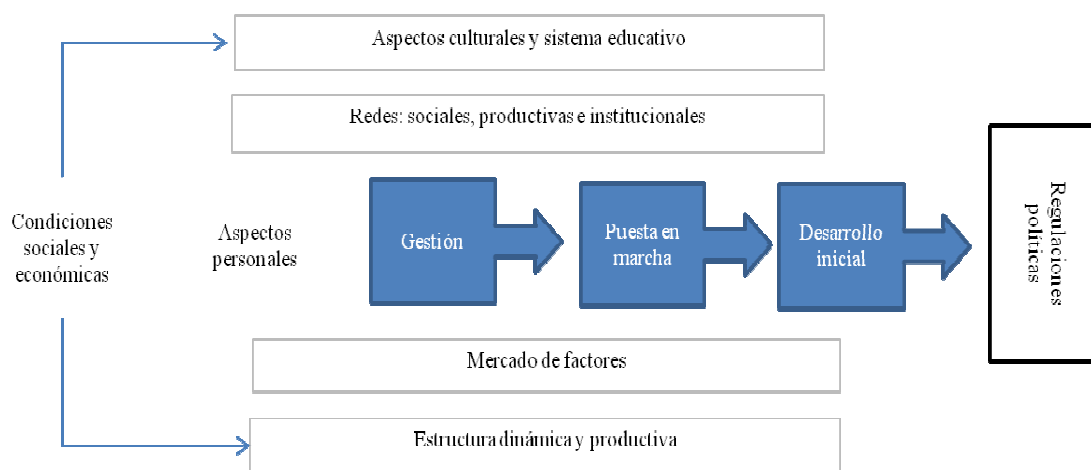 Aspectos culturales y sistema educativo
Redes: sociales, productivas e institucionales
Condiciones
sociales y
económicas
Aspectos
personales
Gestión
Puesta en
marcha
Desarrollo
inicial
Regulaciones
políticas
Mercado de factores
Estructura dinámica y productiva